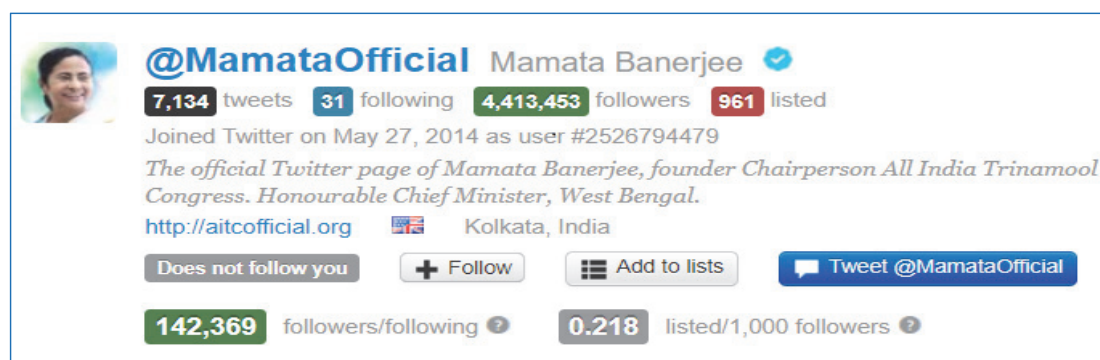 @MamataOfficial Mamata Banerjee
7,134 tweets 31 following 4,413,453 followers 961 listed
Joined Twitter on May 27, 2014 as user #2526794479
The official Twitter page of Mamata Banerjee, founder Chairperson All India Trinamool
Congress. Honourable Chief Minister, West Bengal.
http://aitcofficial.org Kolkata, India
Does not follow you + Follow Add to lists Tweet @MamataOfficial
142,369 followers/following ? 0.218 listed/1,000 followers ?